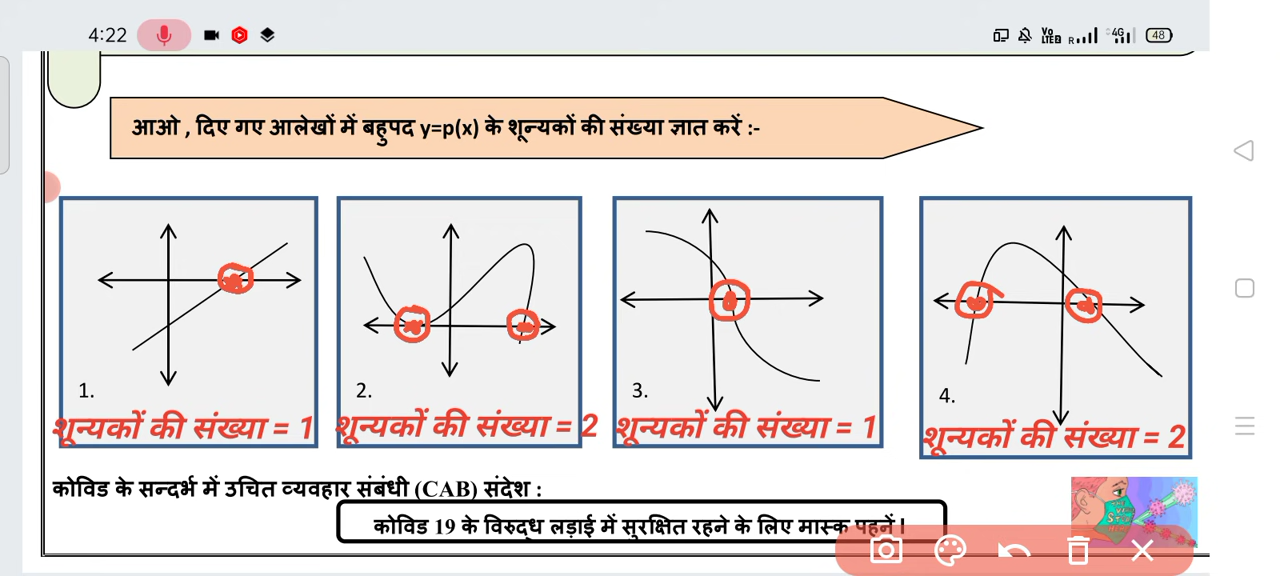 4:22
48
आओ , दिए गए आलेखों में बहुपद y=p(x) के शून्यकों की संख्या ज्ञात करें :-
1.
2.
3.
4.
शून्यकों की संख्या = 1
शून्यकों की संख्या = 2
शून्यकों की संख्या = 1
शून्यकों की संख्या = 2
कोविड के सन्दर्भ में उचित व्यवहार संबंधी (CAB) संदेश :
कोविड 19 के विरुद्ध लड़ाई में सुरक्षित रहने के लिए मास्क पहनें।